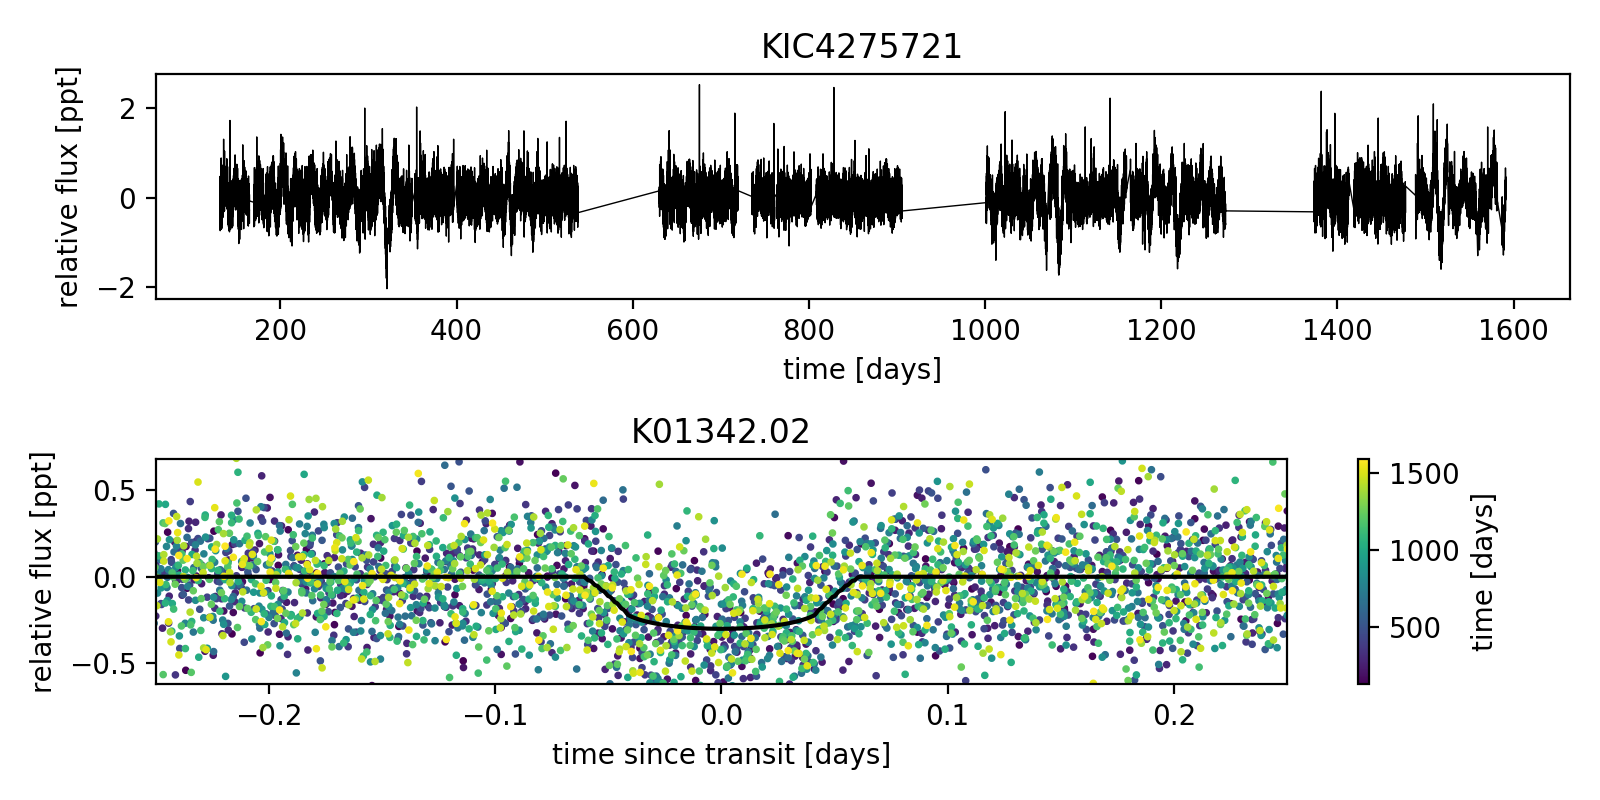 KIC4275721
relative flux [ppt]
2
0
−2
200 400 600 800 1000 1200 1400 1600
time [days]
K01342.02
relative flux [ppt]
0.5
0.0
−0.5
−0.2 −0.1 0.0 0.1 0.2
time since transit [days]
1500
1000
500
time [days]